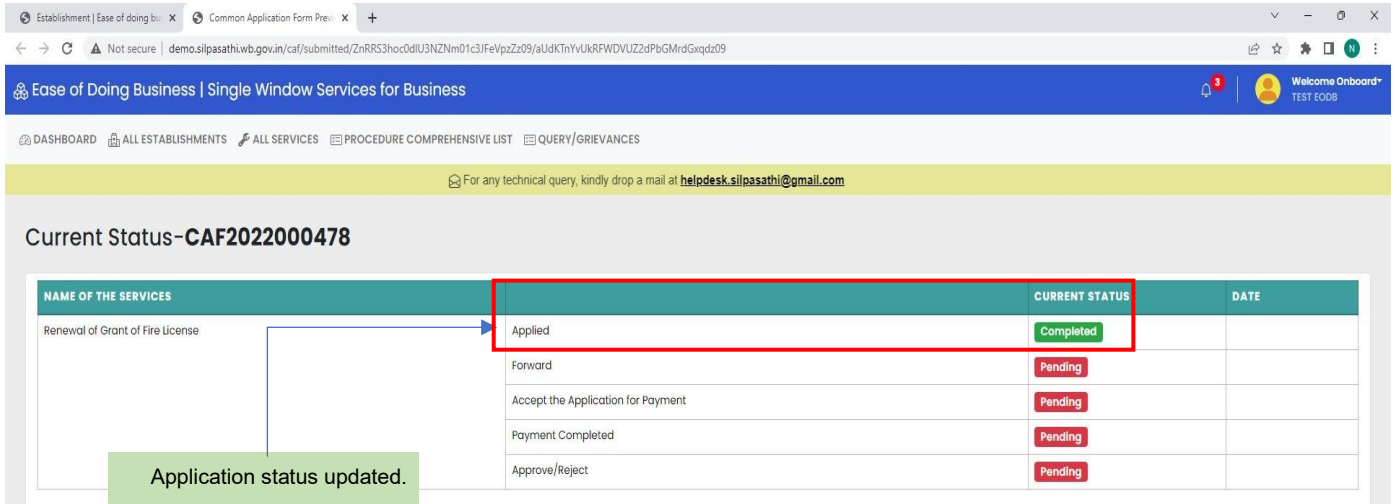 Establishment | Ease of doing bu
Common Application Form Previ
Not secure | demo.silpasathi.wb.gov.in/caf/submitted/ZnRRS3hoc0dlU3NZNm01c3JFeVpzZz09/aUdKTnYvUkRFWDVUZ2dPbGMrdGxqdz09
N
Ease of Doing Business | Single Window Services for Business
3
Welcome Onboard
TEST EODB
DASHBOARD ALL ESTABLISHMENTS ALL SERVICES PROCEDURE COMPREHENSIVE LIST QUERY/GRIEVANCES
For any technical query, kindly drop a mail at helpdesk.silpasathi@gmail.com
Current Status-CAF2022000478
NAME OF THE SERVICES CURRENT STATUS DATE
Renewal of Grant of Fire License Applied Completed
Forward Pending
Accept the Application for Payment Pending
Payment Completed Pending
Approve/Reject Pending
Application status updated.